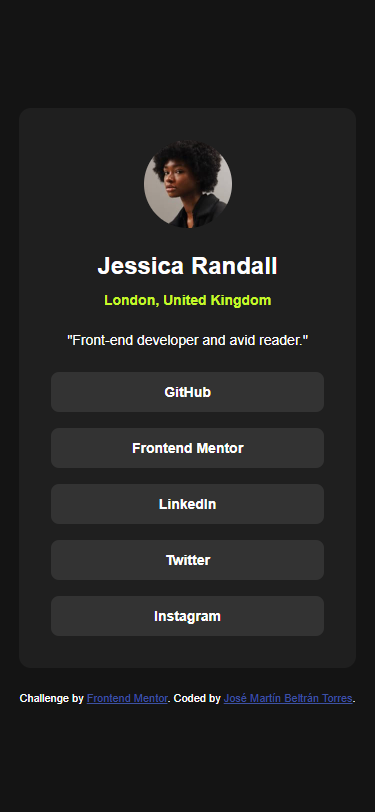 Jessica Randall
London, United Kingdom
"Front-end developer and avid reader."
GitHub
Frontend Mentor
LinkedIn
Twitter
Instagram
Challenge by Frontend Mentor. Coded by José Martín Beltrán Torres.